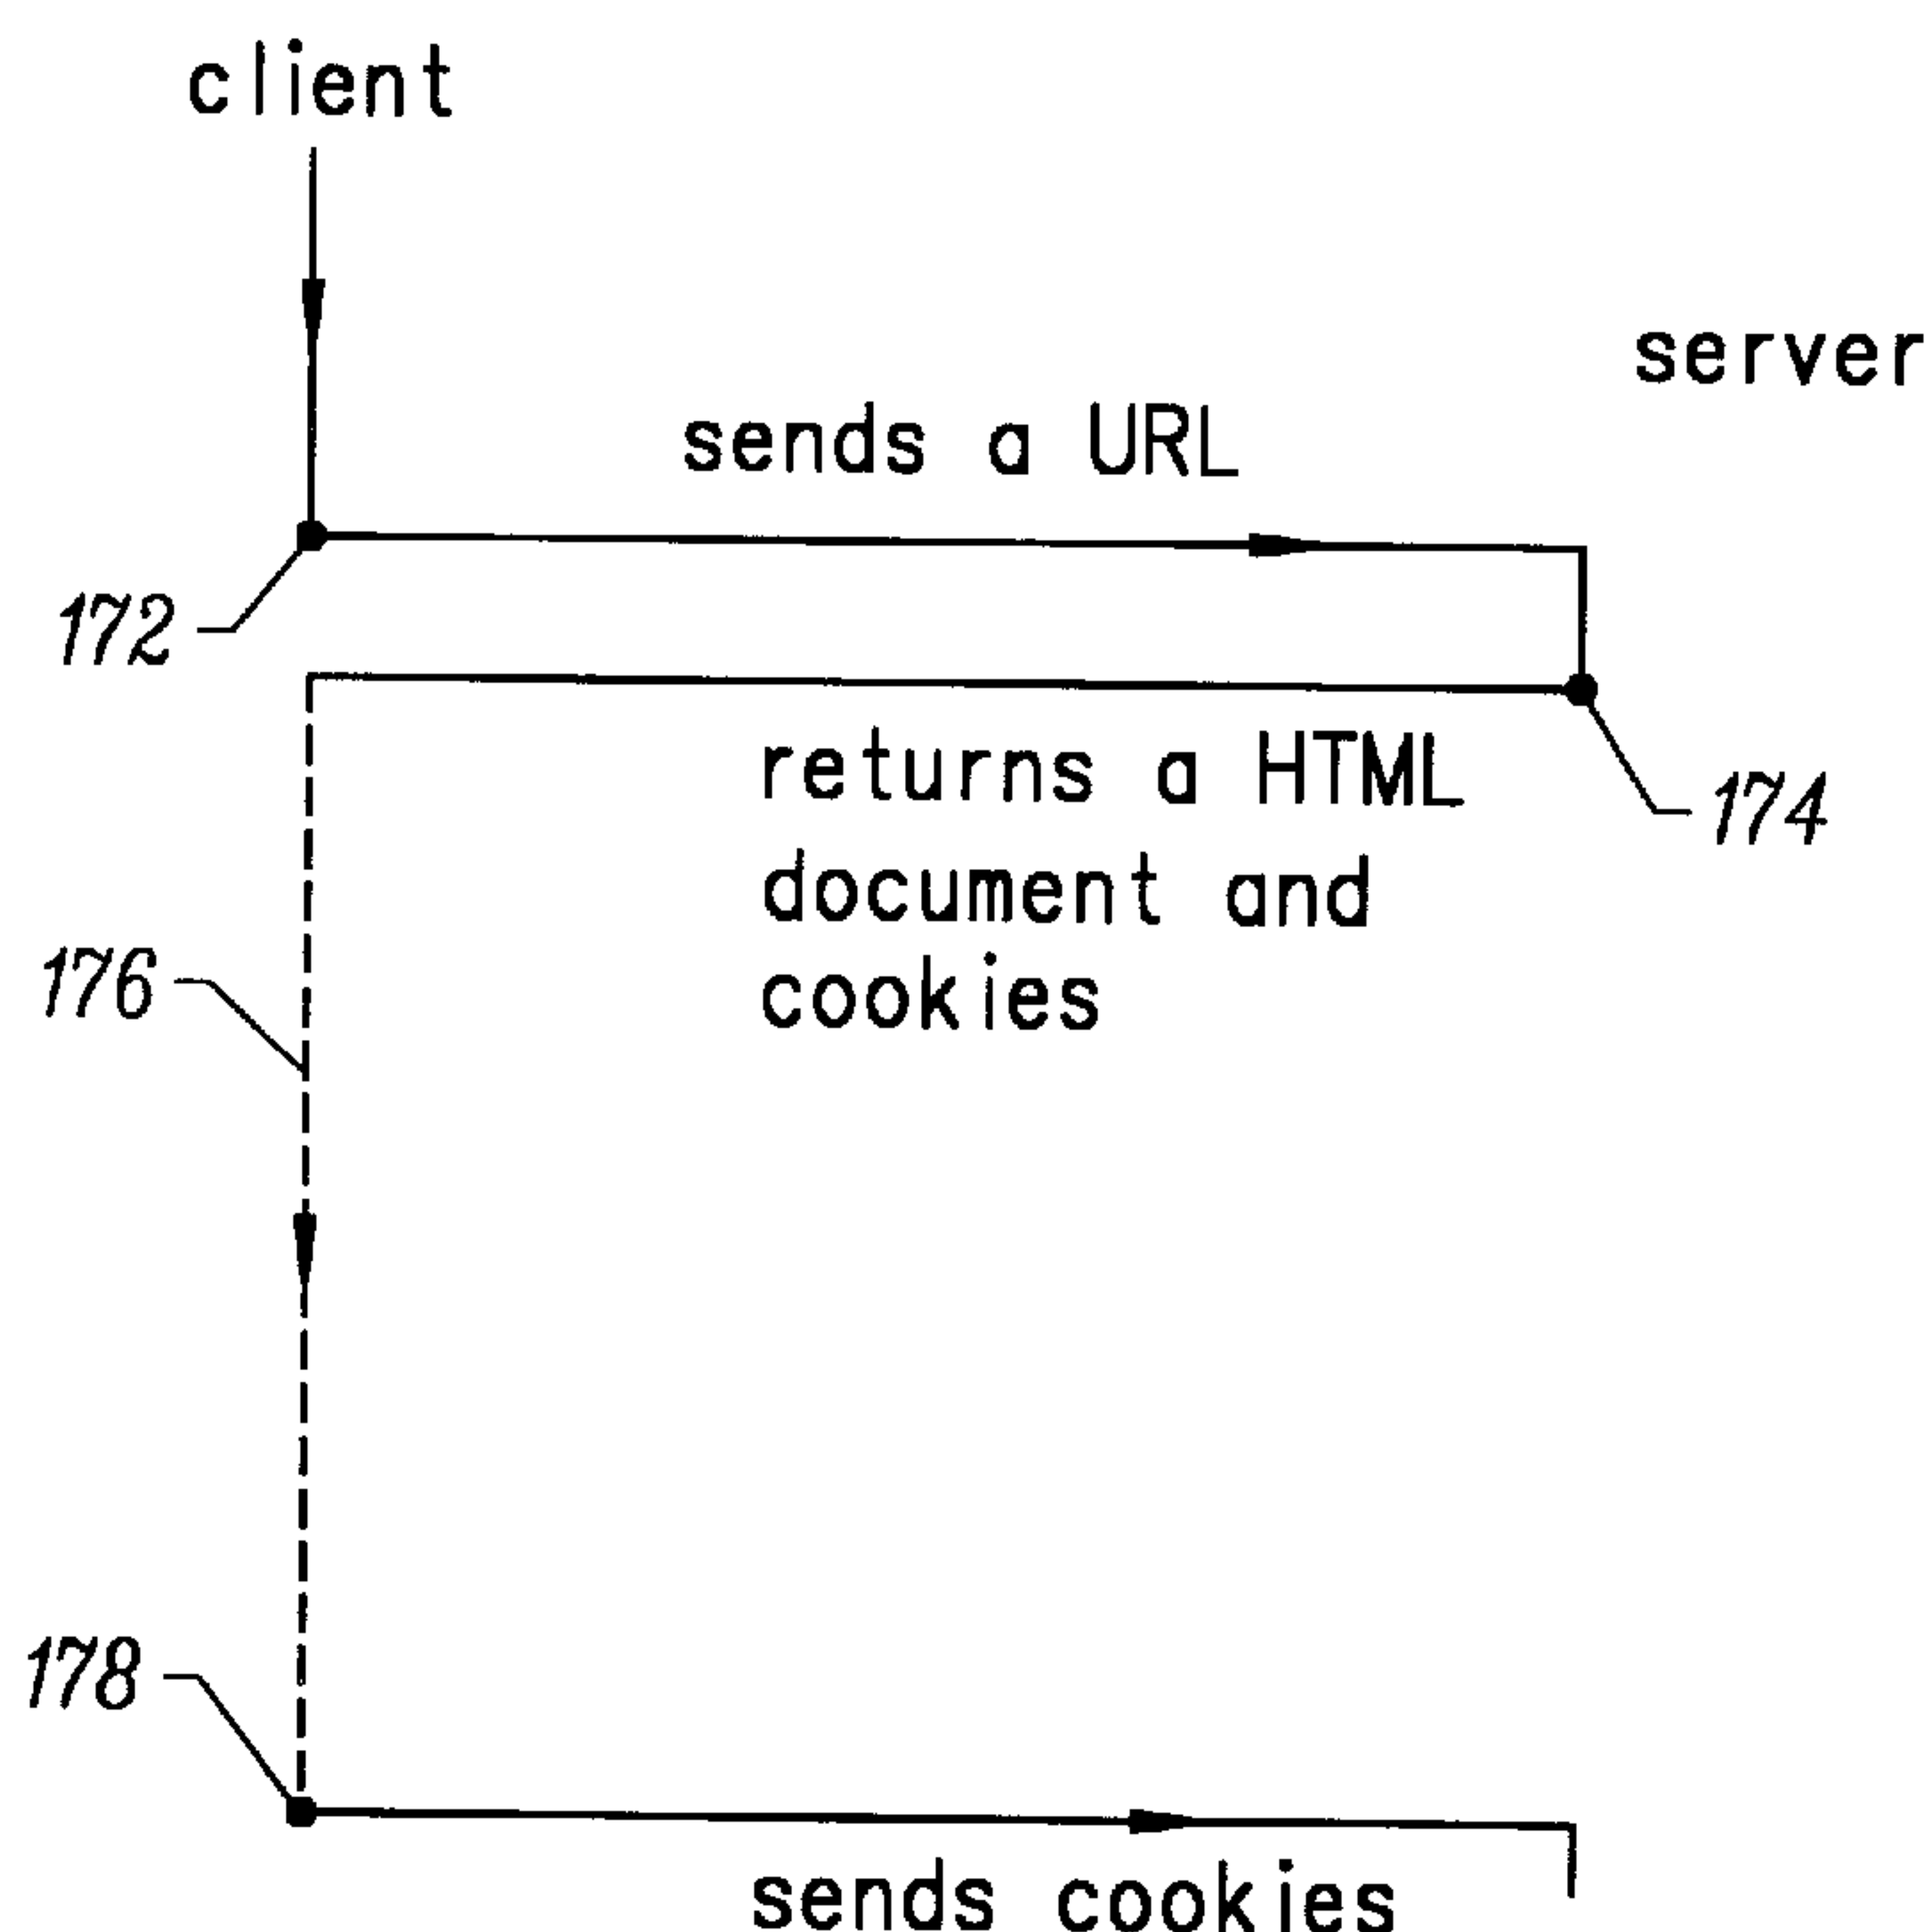 client
server
sends a URL
172
returns a HTML
174
document and
cookies
176
178
sends cookies